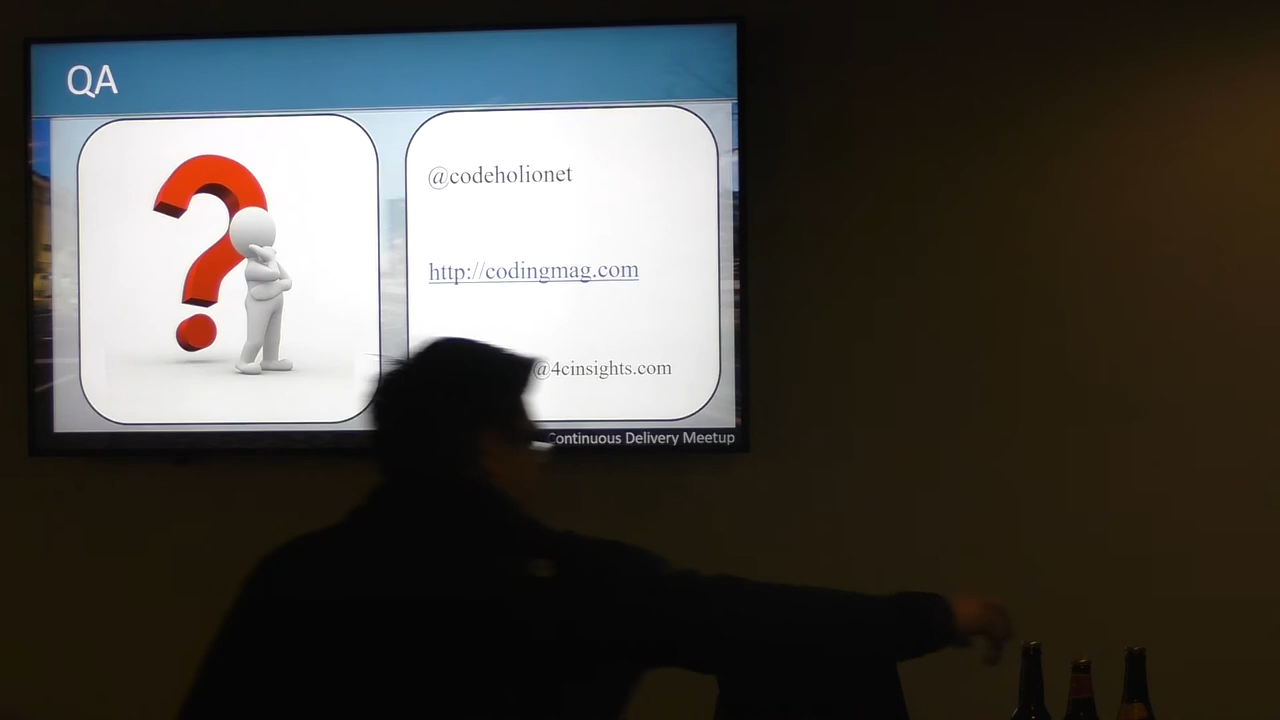 QA
@codeholionet
http://codingmag.com
@4cinsights.com
Continuous Delivery Meetup